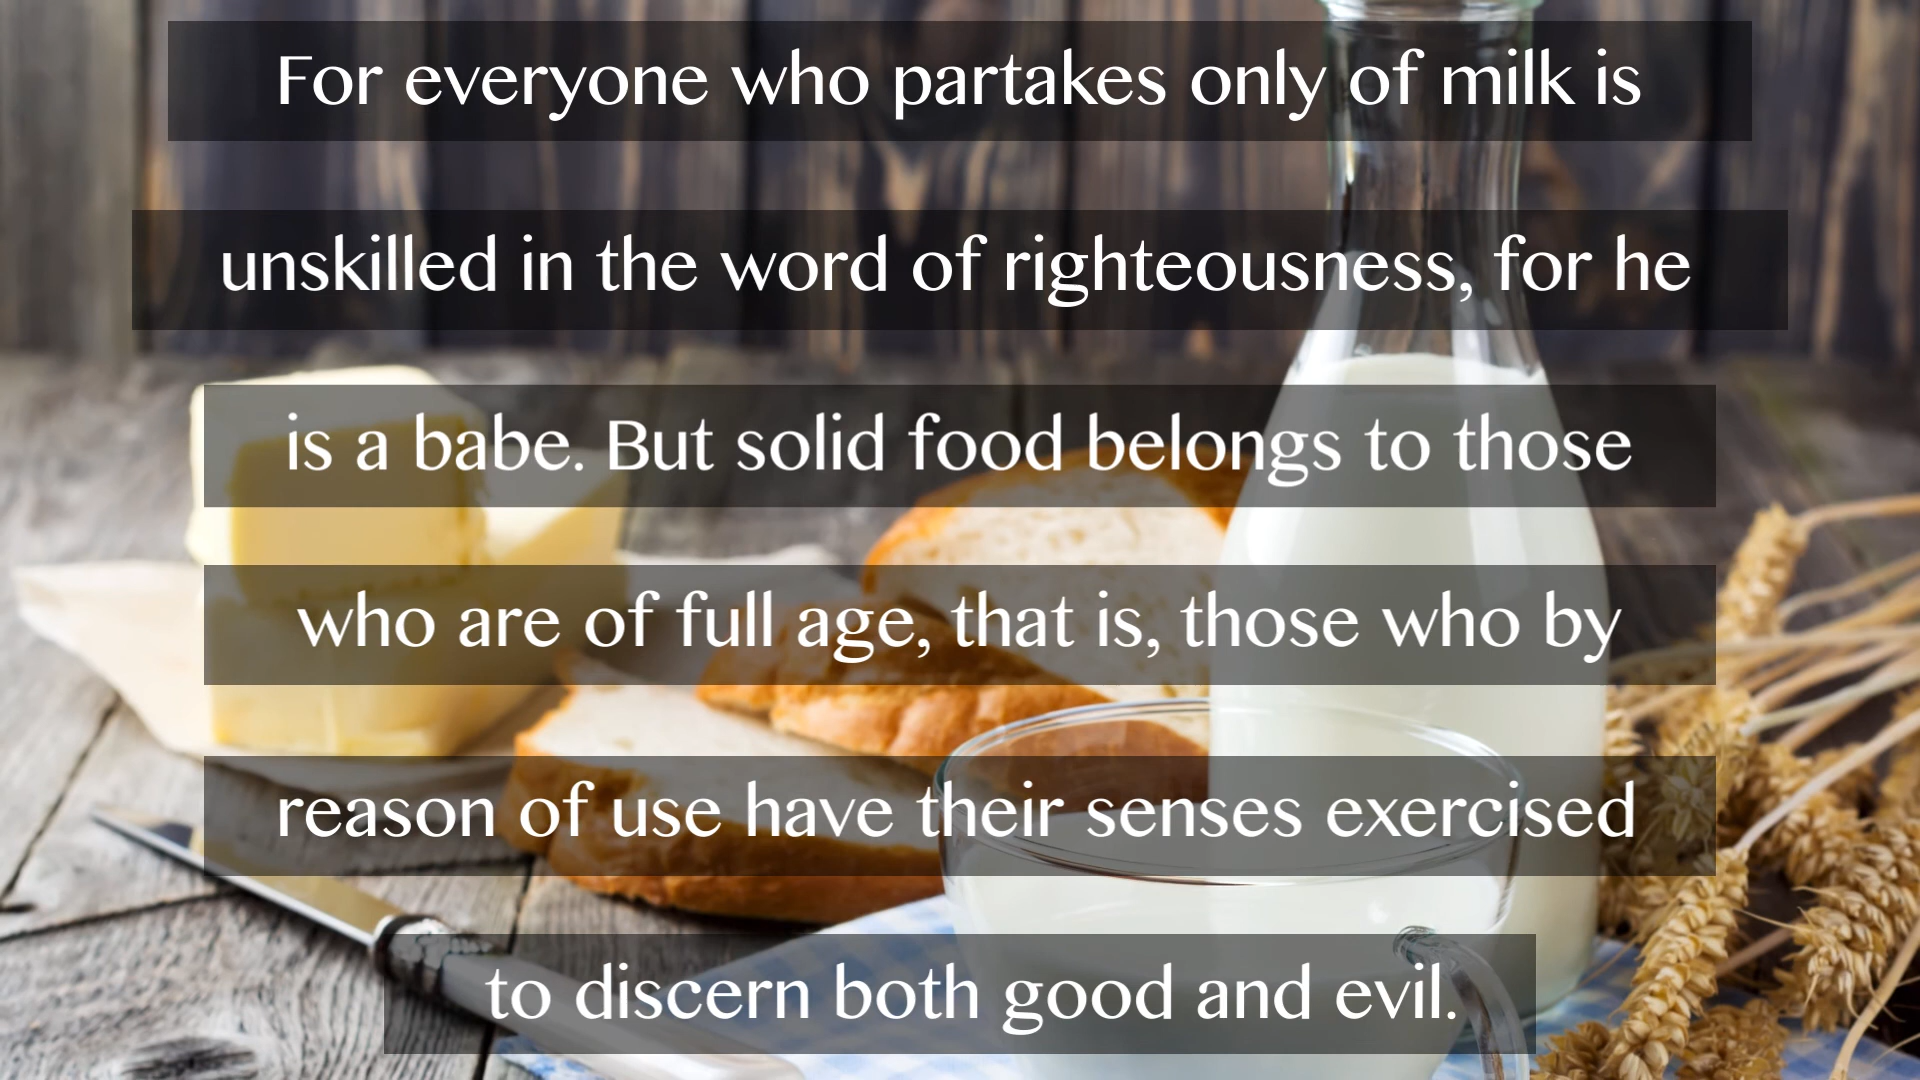 For everyone who partakes only of milk is
unskilled in the word of righteousness, for he
is a babe. But solid food belongs to those
who are of full age, that is, those who by
reason of use have their senses exercised
to discern both good and evil.